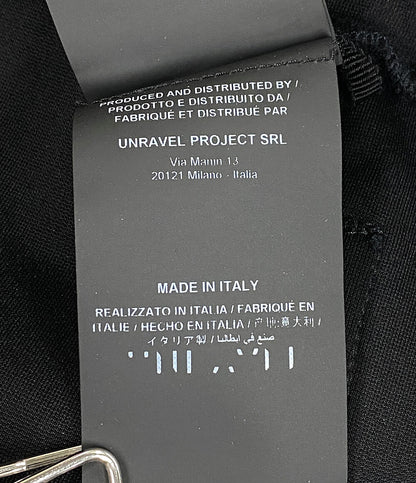 PRODUCED AND DISTRIBUTED BY /
PRODOTTO E DISTRIBUITO DA /
FABRIQUÉ ET DISTRIBUÉ PAR
UNRAVEL PROJECT SRL
Via Manin 13
20121 Milano - Italia
MADE IN ITALY
REALIZZATO IN ITALIA / FABRIQUÉ EN
ITALIE / HECHO EN ITALIA / 产地:意大利 /
イタリア製 / صنع في ايطاليا